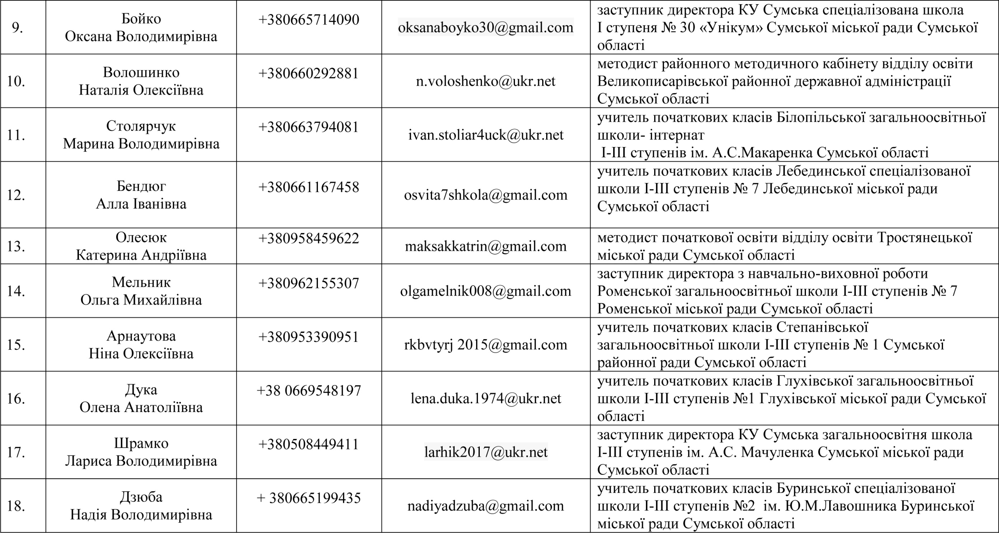 9.
Бойко
Оксана Володимирівна
+380665714090
oksanaboyko30@gmail.com
заступник директора КУ Сумська спеціалізована школа
І ступеня № 30 «Унікум» Сумської міської ради Сумської
області
10.
Волошинко
Наталія Олексіївна
+380660292881
n.voloshenko@ukr.net
методист районного методичного кабінету відділу освіти
Великописарівської районної державної адміністрації
Сумської області
11.
Столярчук
Марина Володимирівна
+380663794081
ivan.stoliar4uck@ukr.net
учитель початкових класів Білопільської загальноосвітньої
школи- інтернат
І-ІІІ ступенів ім. А.С.Макаренка Сумської області
12.
Бендюг
Алла Іванівна
+380661167458
osvita7shkola@gmail.com
учитель початкових класів Лебединської спеціалізованої
школи І-ІІІ ступенів № 7 Лебединської міської ради
Сумської області
13.
Олесюк
Катерина Андріївна
+380958459622
maksakkatrin@gmail.com
методист початкової освіти відділу освіти Тростянецької
міської ради Сумської області
14.
Мельник
Ольга Михайлівна
+380962155307
olgamelnik008@gmail.com
заступник директора з навчально-виховної роботи
Роменської загальноосвітньої школи І-ІІІ ступенів № 7
Роменської міської ради Сумської області
15.
Арнаутова
Ніна Олексіївна
+380953390951
rkbvtyrj 2015@gmail.com
учитель початкових класів Степанівської
загальноосвітньої школи І-ІІІ ступенів № 1 Сумської
районної ради Сумської області
16.
Дука
Олена Анатоліївна
+38 0669548197
lena.duka.1974@ukr.net
учитель початкових класів Глухівської загальноосвітньої
школи І-ІІІ ступенів №1 Глухівської міської ради Сумської
області
17.
Шрамко
Лариса Володимирівна
+380508449411
larhik2017@ukr.net
заступник директора КУ Сумська загальноосвітня школа
І-ІІІ ступенів ім. А.С. Мачуленка Сумської міської ради
Сумської області
18.
Дзюба
Надія Володимирівна
+ 380665199435
nadiyadzuba@gmail.com
учитель початкових класів Буринської спеціалізованої
школи І-ІІІ ступенів №2  ім. Ю.М.Лавошника Буринської
міської ради Сумської області